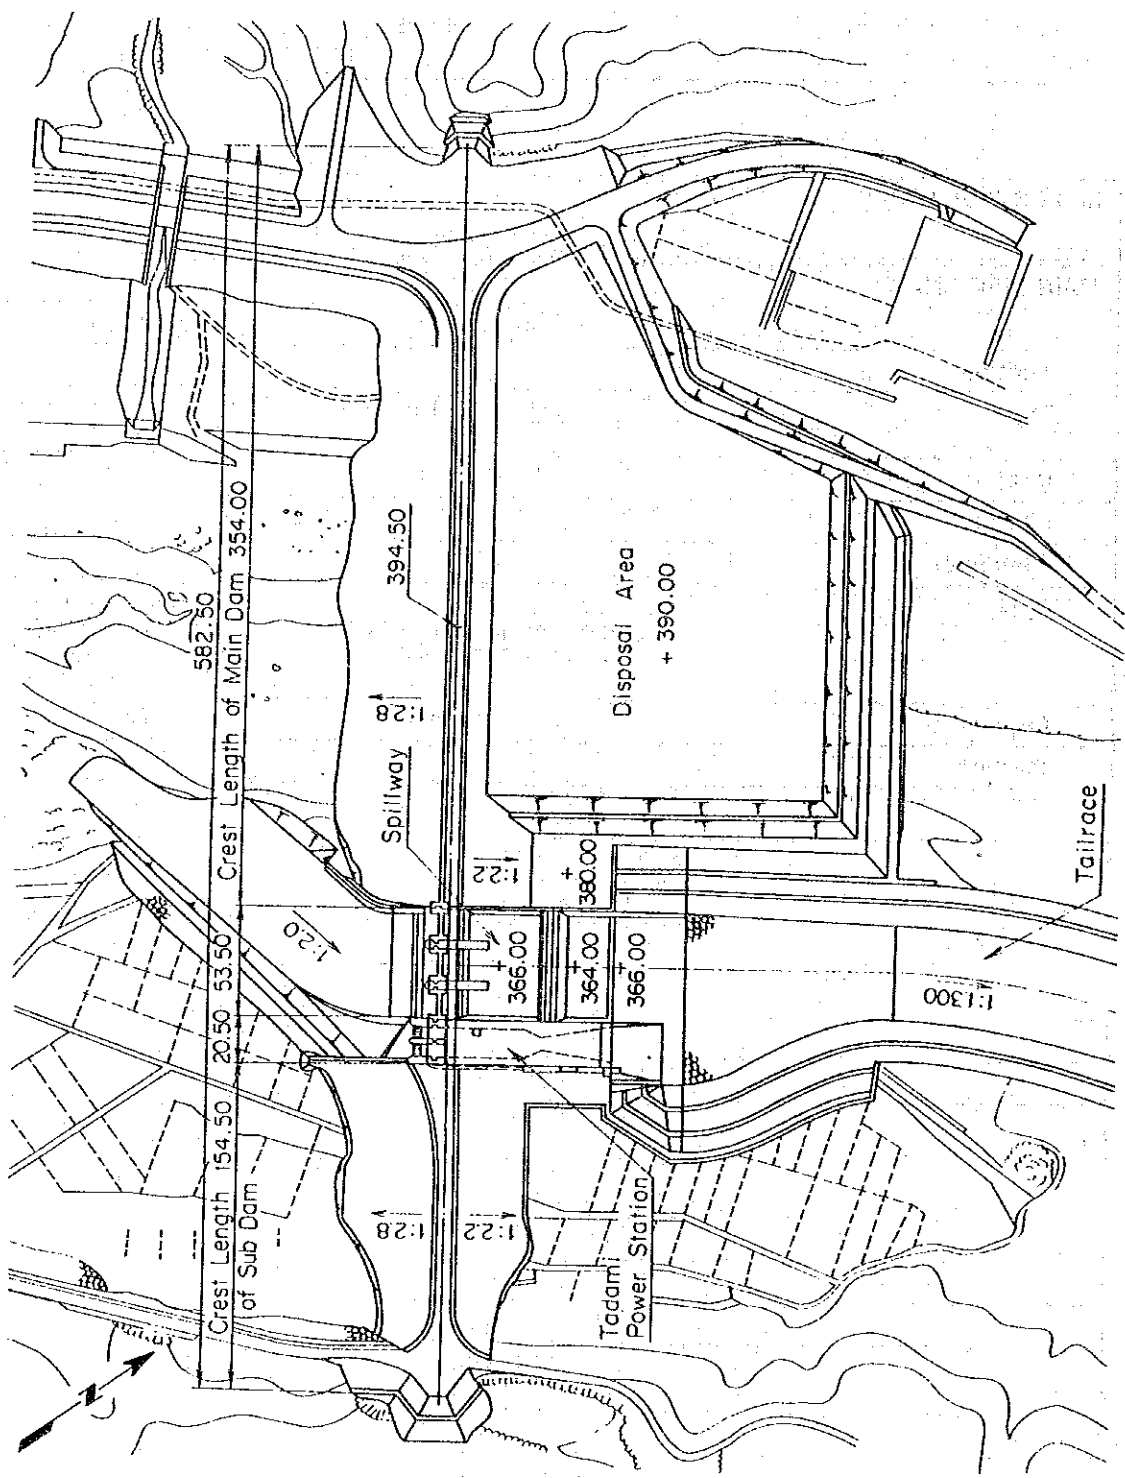 N
582.50
Crest Length 154.50
of Sub Dam
20.50
53.50
Crest Length of Main Dam 354.00
1:2.0
1:2.8
1:2.8
Spillway
394.50
1:2.2
1:2.2
366.00
364.00
366.00
+
380.00
Disposal Area
+ 390.00
Tadami
Power Station
1:1300
Tailrace